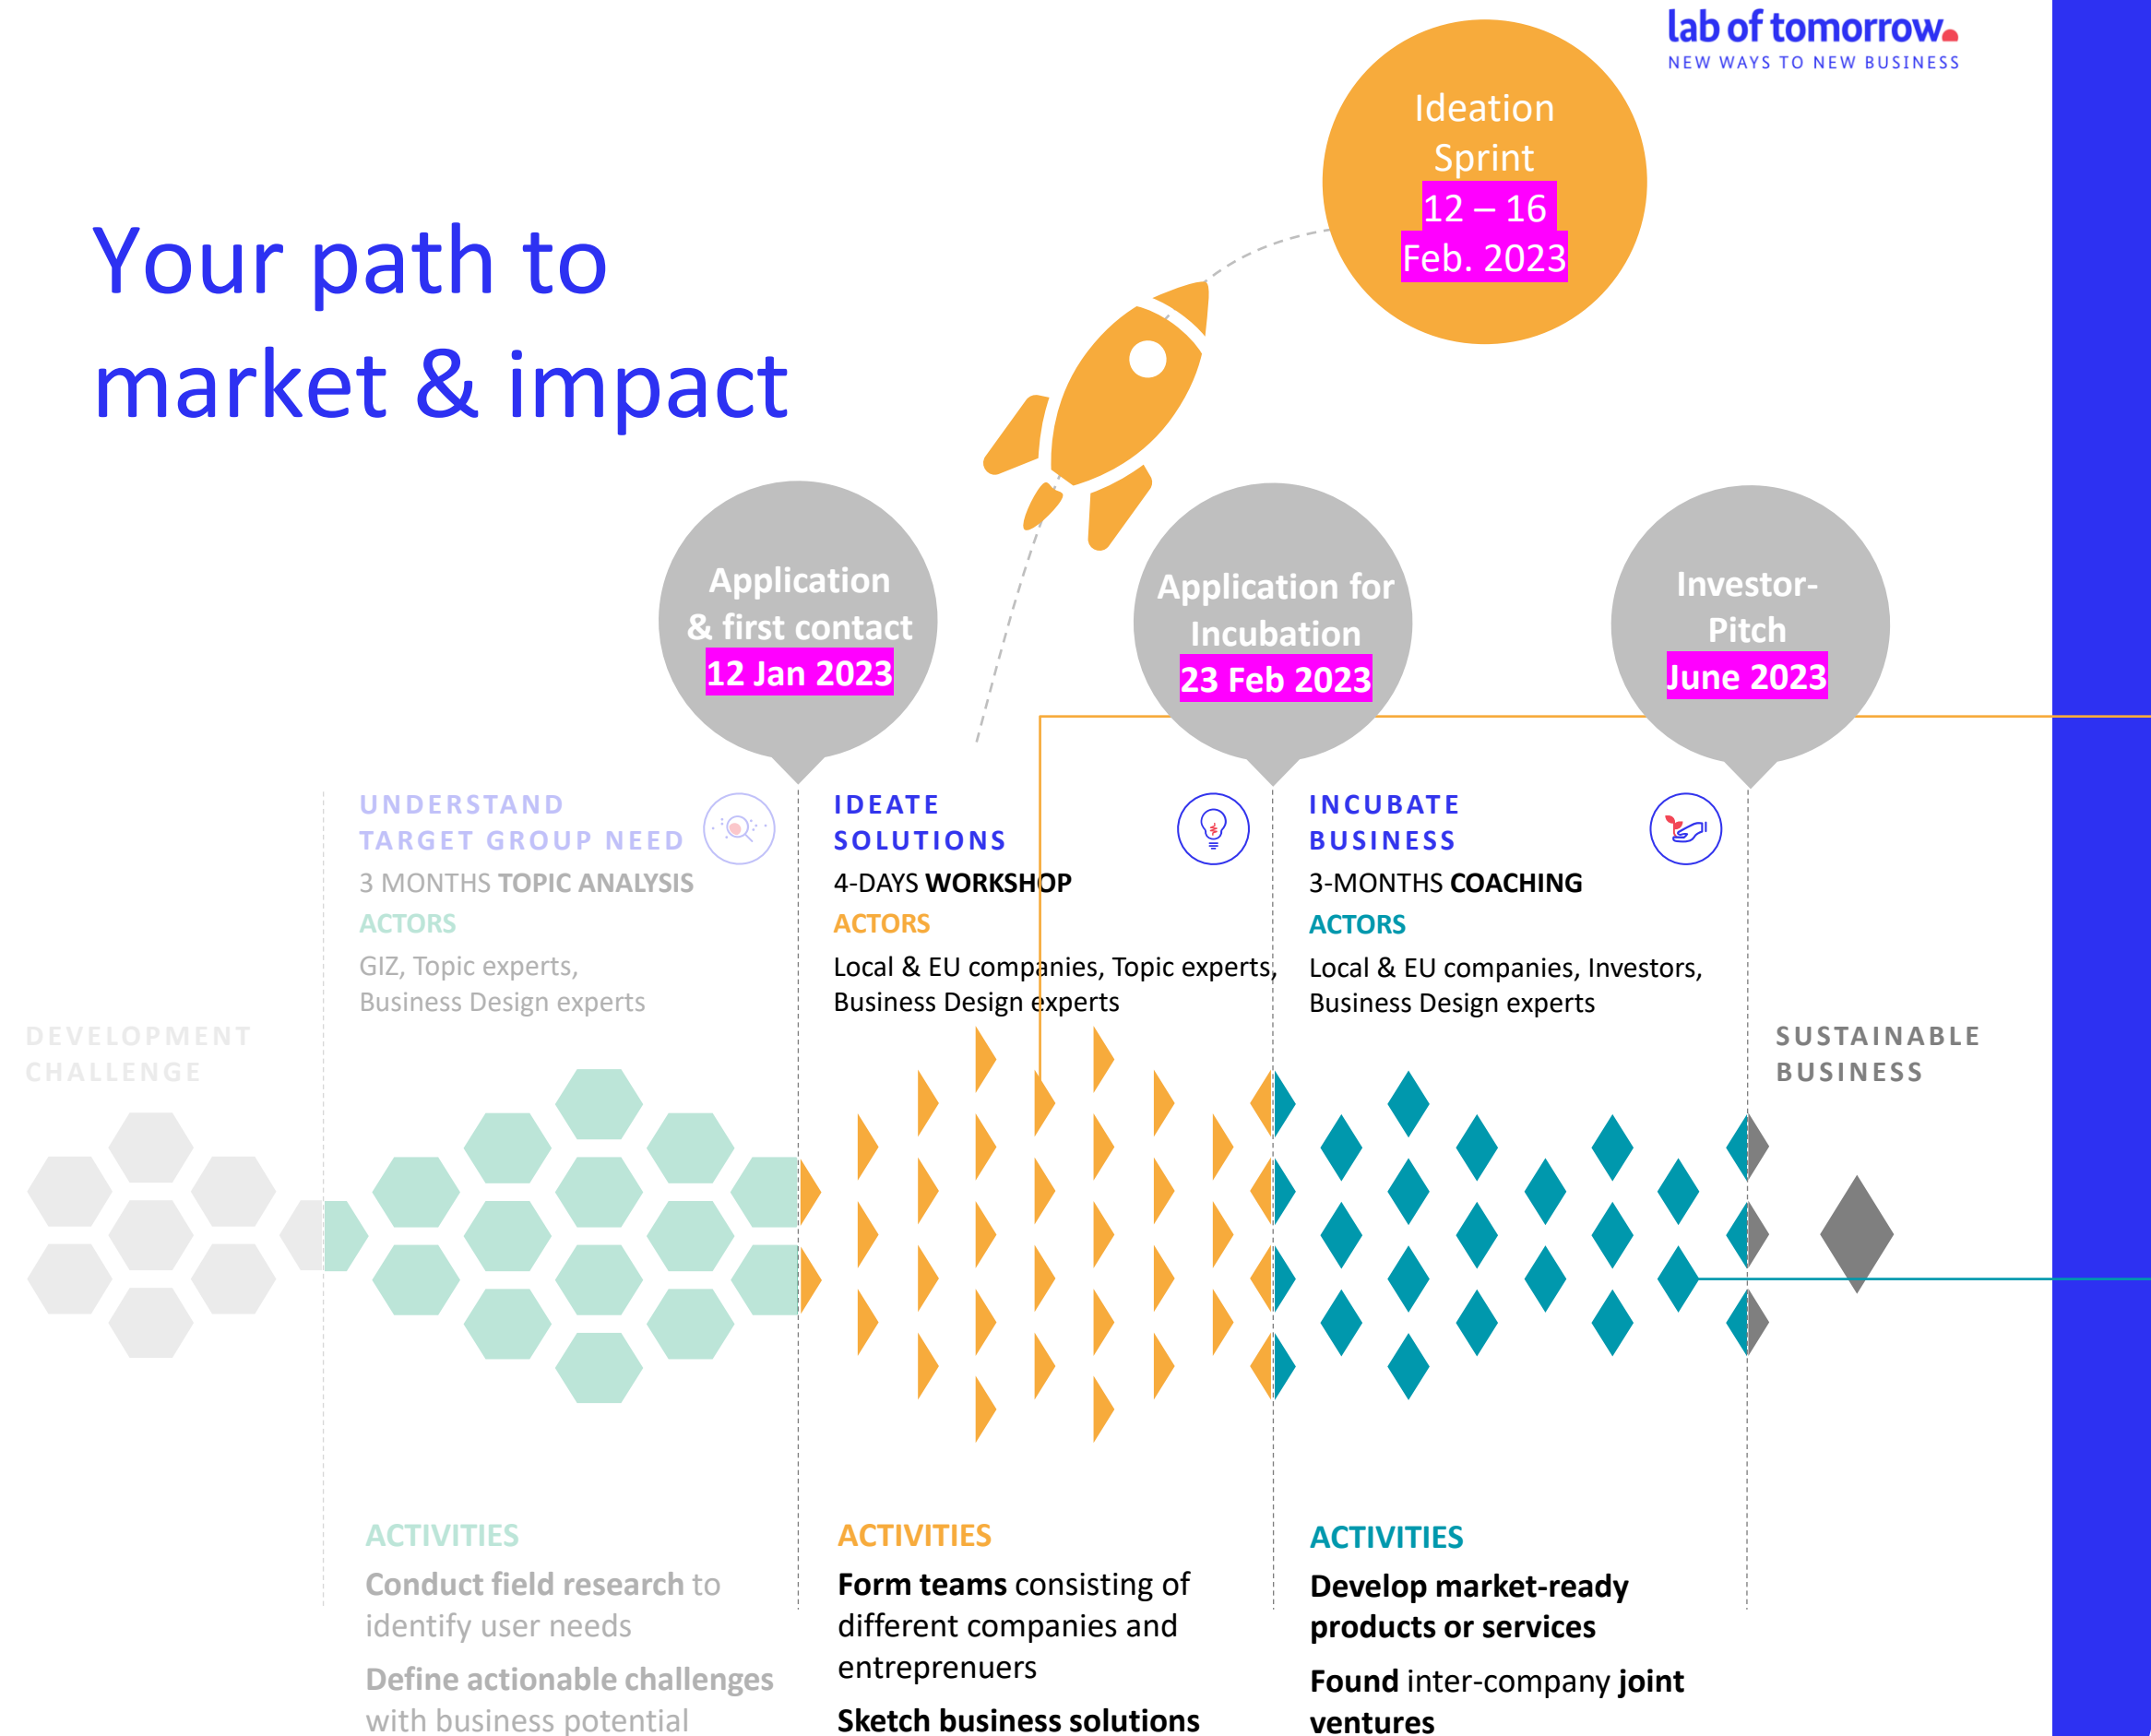 lab of tomorrow.
NEW WAYS TO NEW BUSINESS
Ideation
Sprint
12 – 16
Feb. 2023
Your path to
market & impact
Application
& first contact
12 Jan 2023
Application for
Incubation
23 Feb 2023
Investor-
Pitch
June 2023
UNDERSTAND
TARGET GROUP NEED
3 MONTHS TOPIC ANALYSIS
ACTORS
GIZ, Topic experts,
Business Design experts
IDEATE
SOLUTIONS
4-DAYS WORKSHOP
ACTORS
Local & EU companies, Topic experts,
Business Design experts
INCUBATE
BUSINESS
3-MONTHS COACHING
ACTORS
Local & EU companies, Investors,
Business Design experts
DEVELOPMENT
CHALLENGE
SUSTAINABLE
BUSINESS
ACTIVITIES
Conduct field research to
identify user needs
Define actionable challenges
with business potential
ACTIVITIES
Form teams consisting of
different companies and
entreprenuers
Sketch business solutions
ACTIVITIES
Develop market-ready
products or services
Found inter-company joint
ventures